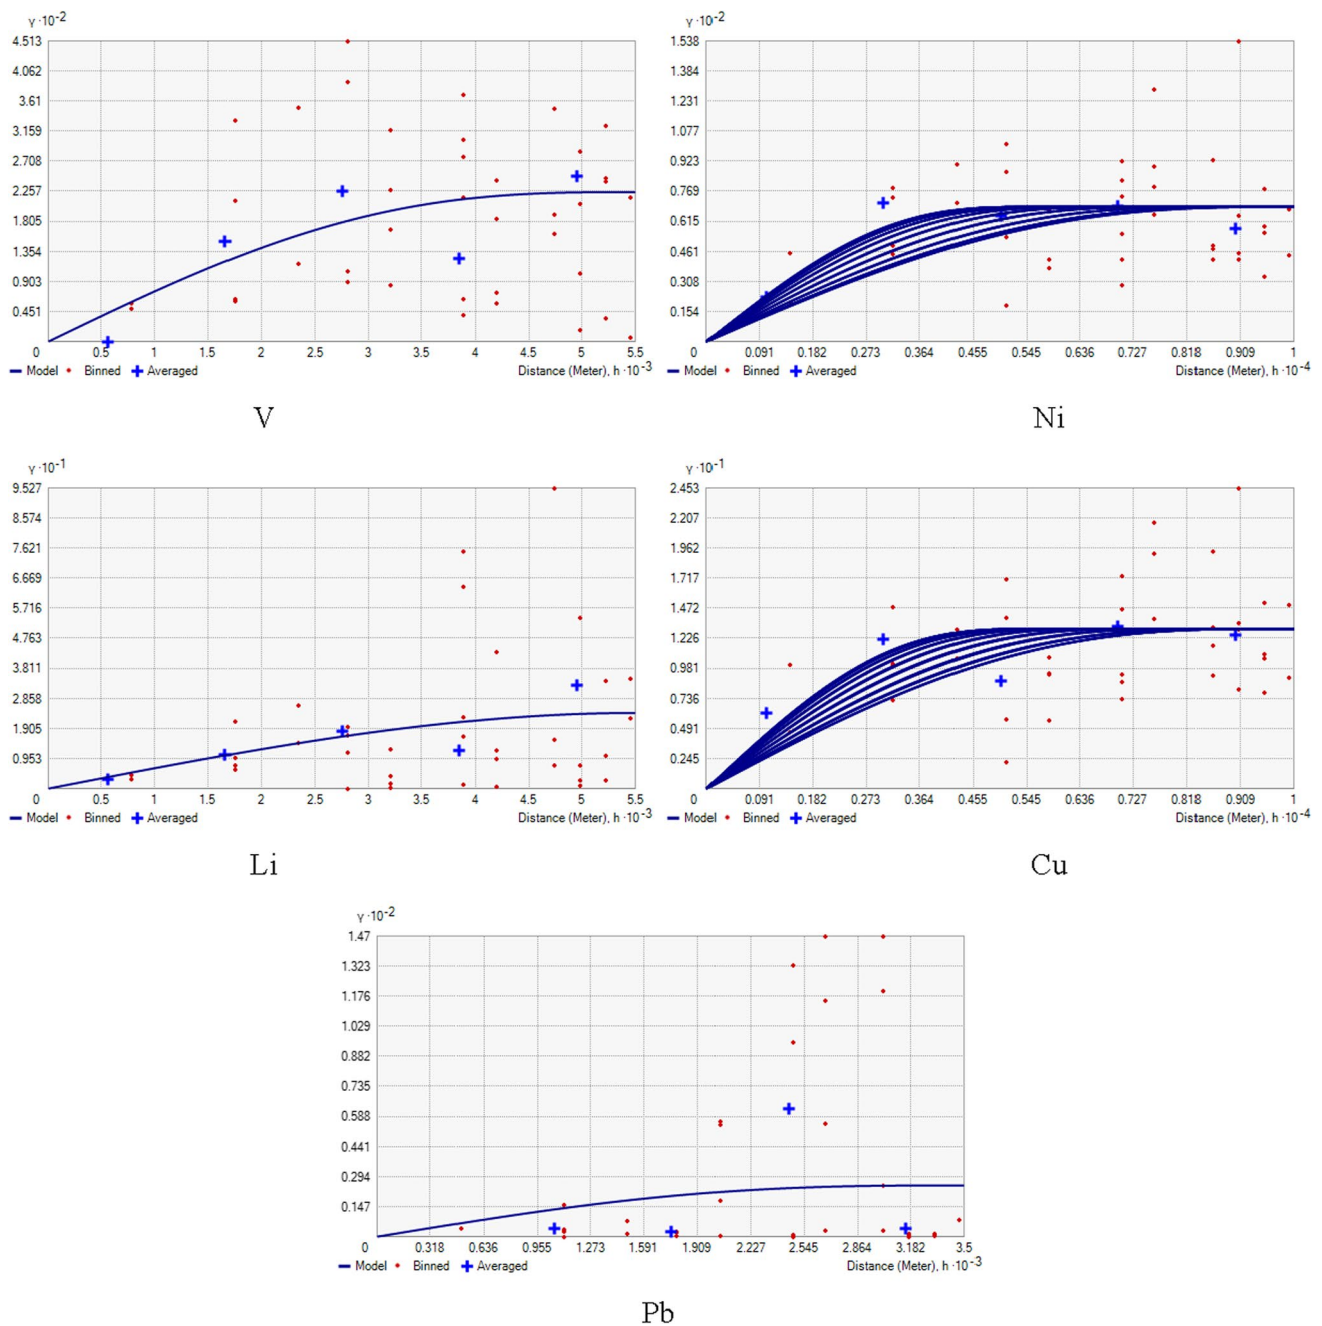 γ ·10-2
4.513
4.062
3.61
3.159
2.708
2.257
1.805
1.354
0.903
0.451
0 0.5 1 1.5 2 2.5 3 3.5 4 4.5 5 5.5
Model Binned Averaged Distance (Meter), h ·10-3
V
γ ·10-2
1.538
1.384
1.231
1.077
0.923
0.769
0.615
0.461
0.308
0.154
0 0.091 0.182 0.273 0.364 0.455 0.545 0.636 0.727 0.818 0.909 1
Model Binned Averaged Distance (Meter), h ·10-4
Ni
γ ·10-1
9.527
8.574
7.621
6.669
5.716
4.763
3.811
2.858
1.905
0.953
0 0.5 1 1.5 2 2.5 3 3.5 4 4.5 5 5.5
Model Binned Averaged Distance (Meter), h ·10-3
Li
γ ·10-1
2.453
2.207
1.962
1.717
1.472
1.226
0.981
0.736
0.491
0.245
0 0.091 0.182 0.273 0.364 0.455 0.545 0.636 0.727 0.818 0.909 1
Model Binned Averaged Distance (Meter), h ·10-4
Cu
γ ·10-2
1.47
1.323
1.176
1.029
0.882
0.735
0.588
0.441
0.294
0.147
0 0.318 0.636 0.955 1.273 1.591 1.909 2.227 2.545 2.864 3.182 3.5
Model Binned Averaged Distance (Meter), h ·10-3
Pb